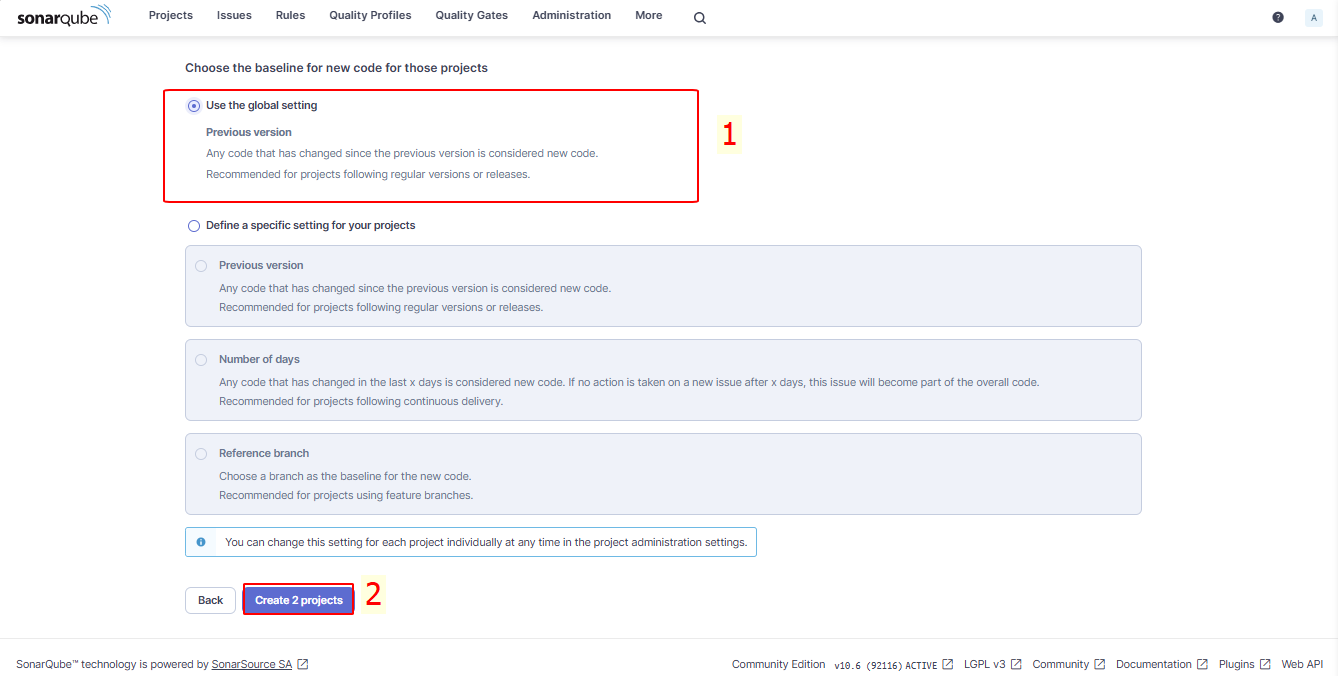 sonarqube Projects Issues Rules Quality Profiles Quality Gates Administration More ? A
Choose the baseline for new code for those projects
Use the global setting
Previous version
Any code that has changed since the previous version is considered new code.
Recommended for projects following regular versions or releases.
1
Define a specific setting for your projects
Previous version
Any code that has changed since the previous version is considered new code.
Recommended for projects following regular versions or releases.
Number of days
Any code that has changed in the last x days is considered new code. If no action is taken on a new issue after x days, this issue will become part of the overall code.
Recommended for projects following continuous delivery.
Reference branch
Choose a branch as the baseline for the new code.
Recommended for projects using feature branches.
You can change this setting for each project individually at any time in the project administration settings.
Back Create 2 projects 2
SonarQube™ technology is powered by SonarSource SA Community Edition v10.6 (92116) ACTIVE LGPL v3 Community Documentation Plugins Web API